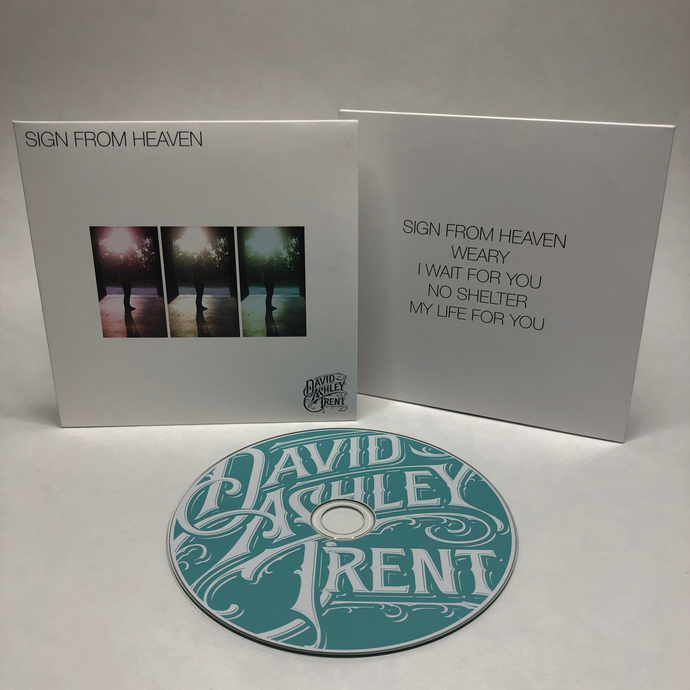 SIGN FROM HEAVEN
DAVID
ASHLEY
TRENT
SIGN FROM HEAVEN
WEARY
I WAIT FOR YOU
NO SHELTER
MY LIFE FOR YOU
DAVID
ASHLEY
TRENT